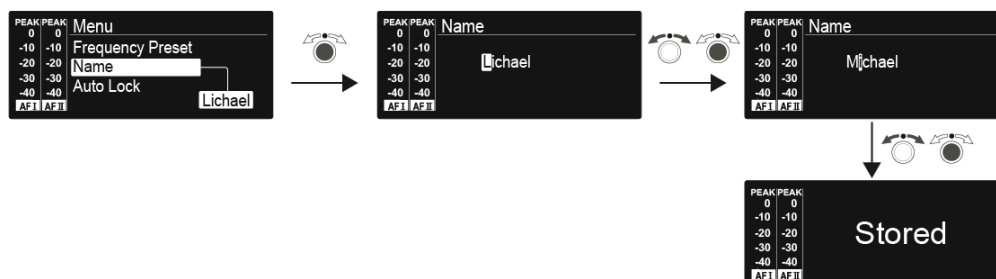 PEAK PEAK Menu
0 0
-10 -10 Frequency Preset
-20 -20 Name
-30 -30 Auto Lock
-40 -40 Lichael
AF I AF II
PEAK PEAK Name
0 0
-10 -10
-20 -20 Lichael
-30 -30
-40 -40
AF I AF II
PEAK PEAK Name
0 0
-10 -10
-20 -20 Michael
-30 -30
-40 -40
AF I AF II
PEAK PEAK
0 0
-10 -10
-20 -20 Stored
-30 -30
-40 -40
AF I AF II